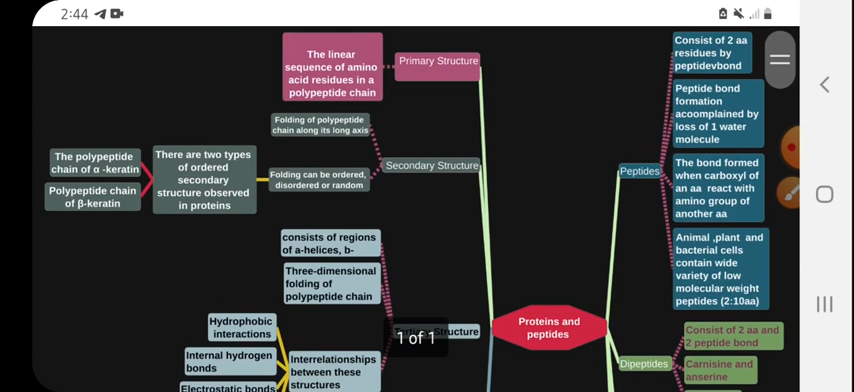 2:44
The linear
sequence of amino
acid residues in a
polypeptide chain
Primary Structure
Folding of polypeptide
chain along its long axis
Secondary Structure
Folding can be ordered,
disordered or random
There are two types
of ordered
secondary
structure observed
in proteins
The polypeptide
chain of α -keratin
Polypeptide chain
of β-keratin
consists of regions
of a-helices, b-
Three-dimensional
folding of
polypeptide chain
Tertiary Structure
1 of 1
Hydrophobic
interactions
Internal hydrogen
bonds
Electrostatic bonds
Interrelationships
between these
structures
Proteins and
peptides
Peptides
Consist of 2 aa
residues by
peptidevbond
Peptide bond
formation
accomplained by
loss of 1 water
molecule
The bond formed
when carboxyl of
an aa react with
amino group of
another aa
Animal ,plant and
bacterial cells
contain wide
variety of low
molecular weight
peptides (2:10aa)
Dipeptides
Consist of 2 aa and
2 peptide bond
Carnisine and
anserine